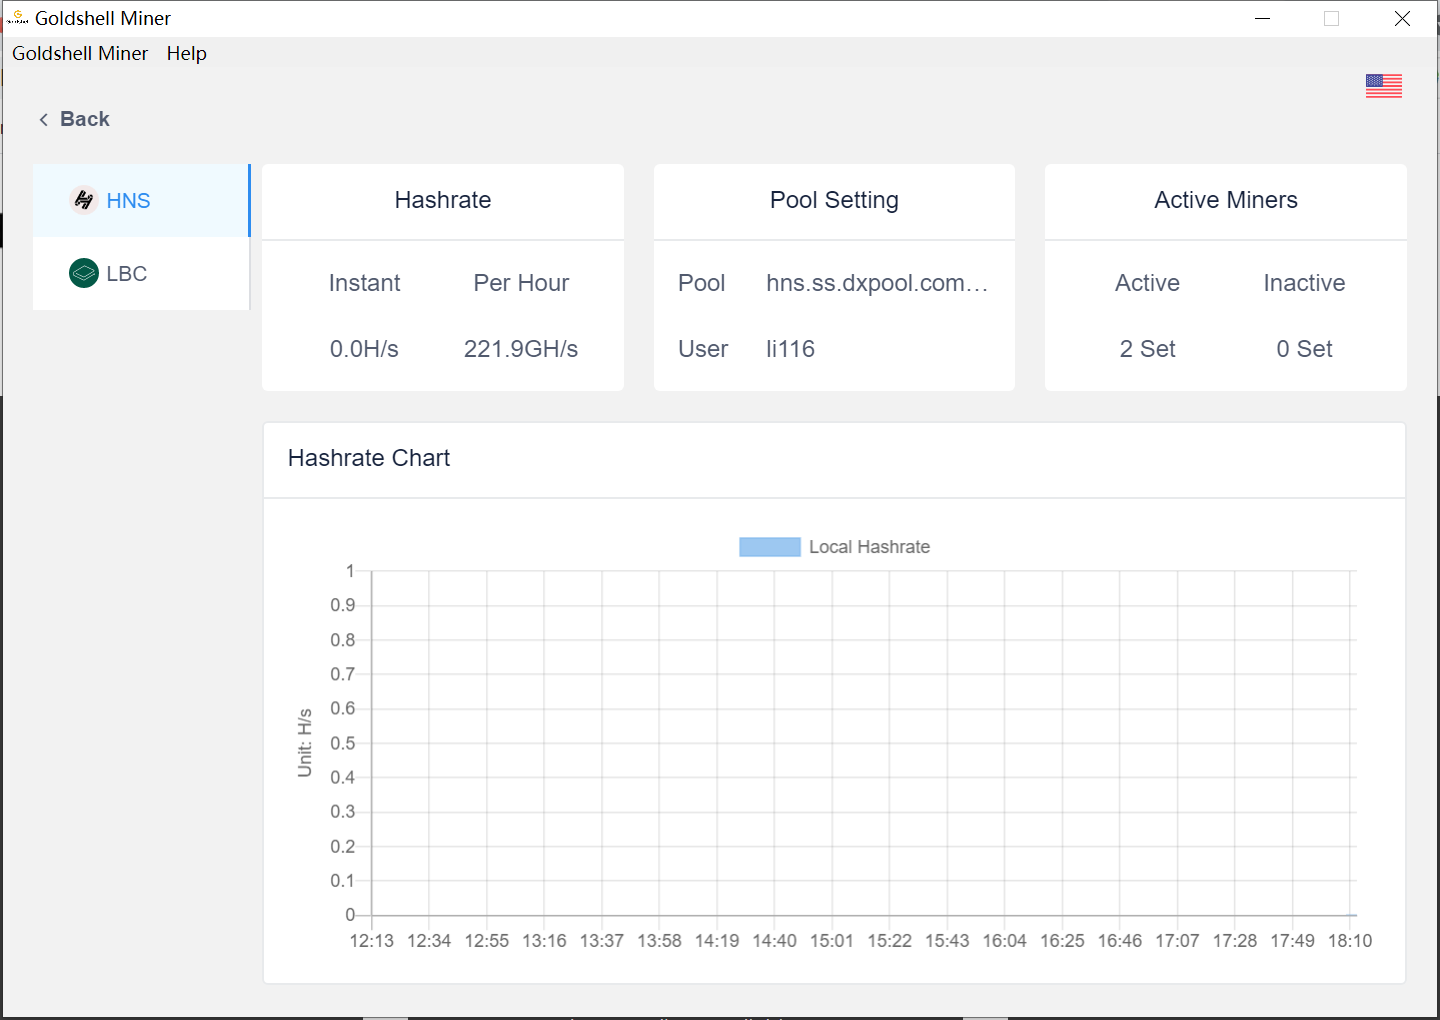 Goldshell Miner
Goldshell Miner Help
Back
HNS
LBC
Hashrate
Instant Per Hour
0.0H/s 221.9GH/s
Pool Setting
Pool hns.ss.dxpool.com...
User li116
Active Miners
Active Inactive
2 Set 0 Set
Hashrate Chart
Local Hashrate
Unit: H/s
1
0.9
0.8
0.7
0.6
0.5
0.4
0.3
0.2
0.1
0
12:13 12:34 12:55 13:16 13:37 13:58 14:19 14:40 15:01 15:22 15:43 16:04 16:25 16:46 17:07 17:28 17:49 18:10